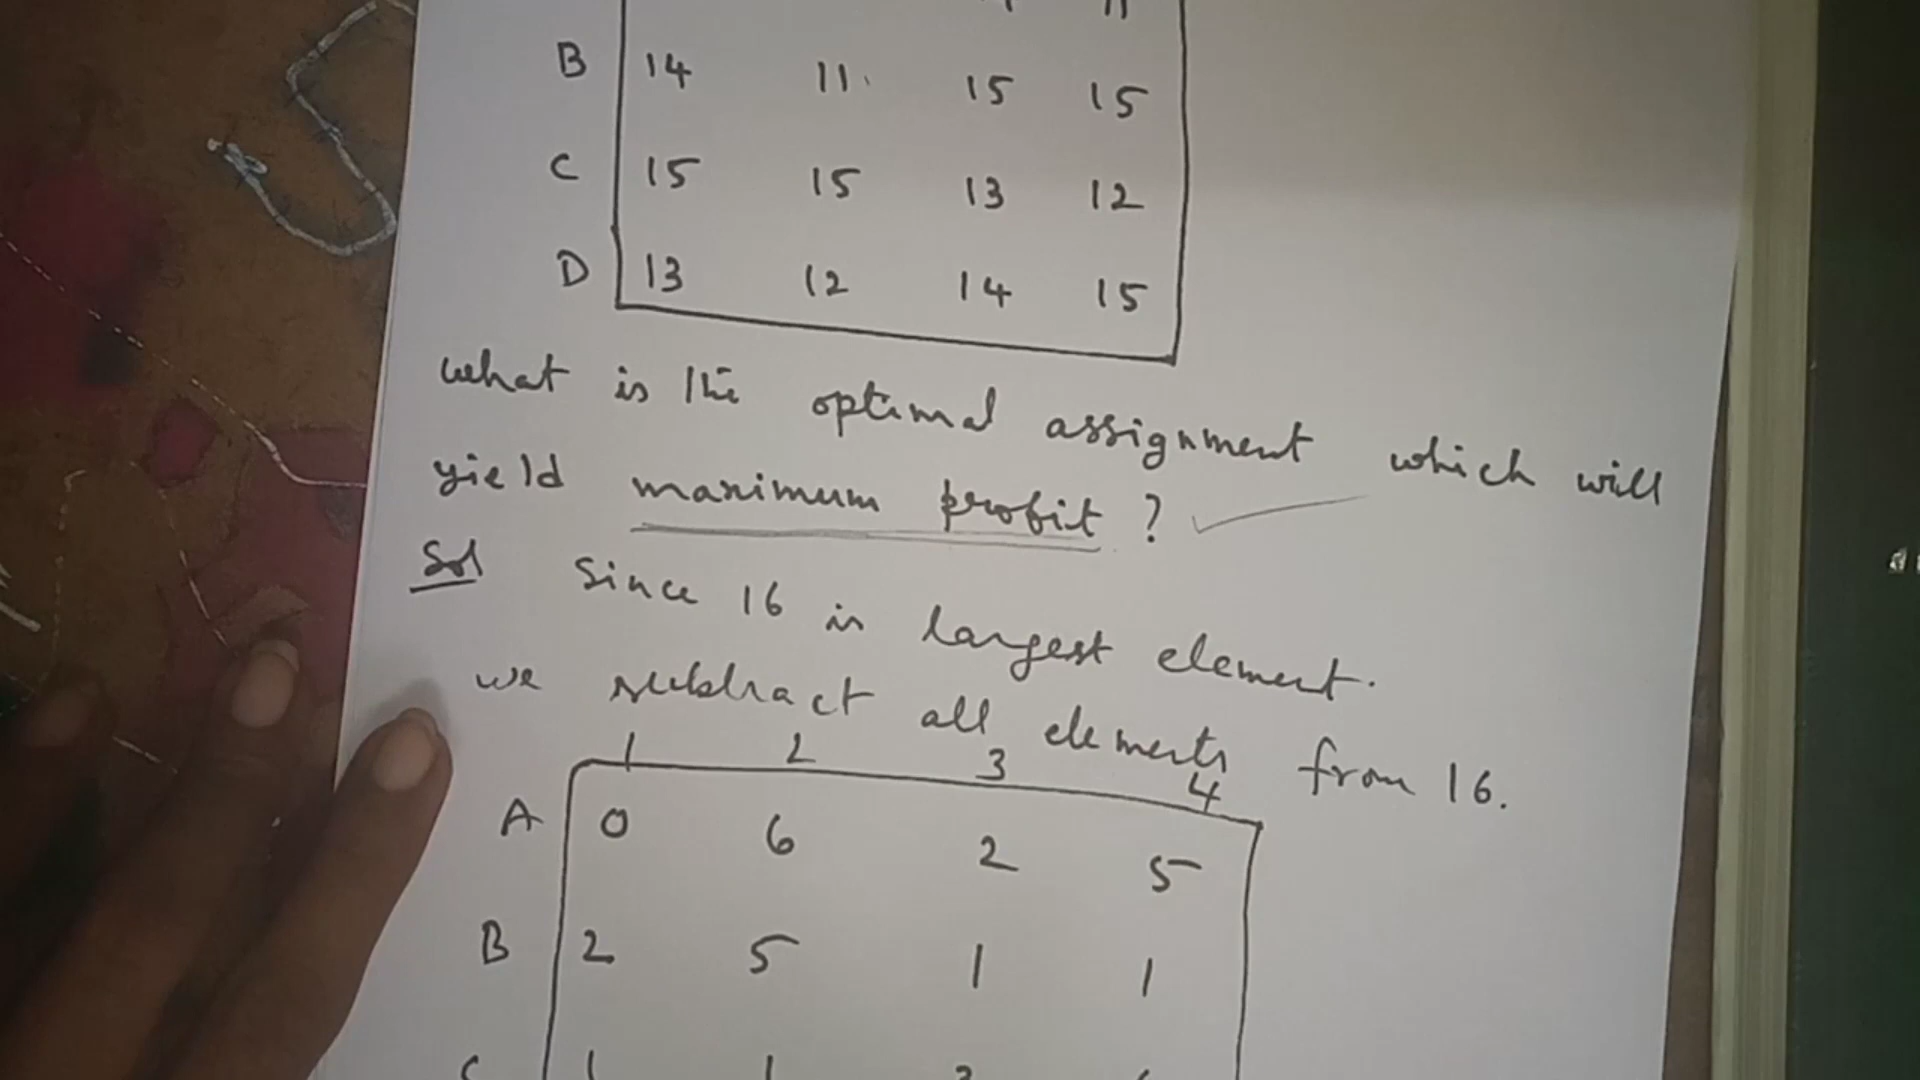 11
B 14 11 15 15
C 15 15 13 12
D 13 12 14 15
what is the optimal assignment which will
yield maximum profit ?
Sol Since 16 is largest element.
we subtract all elements from 16.
1 2 3 4
A 0 6 2 5
B 2 5 1 1